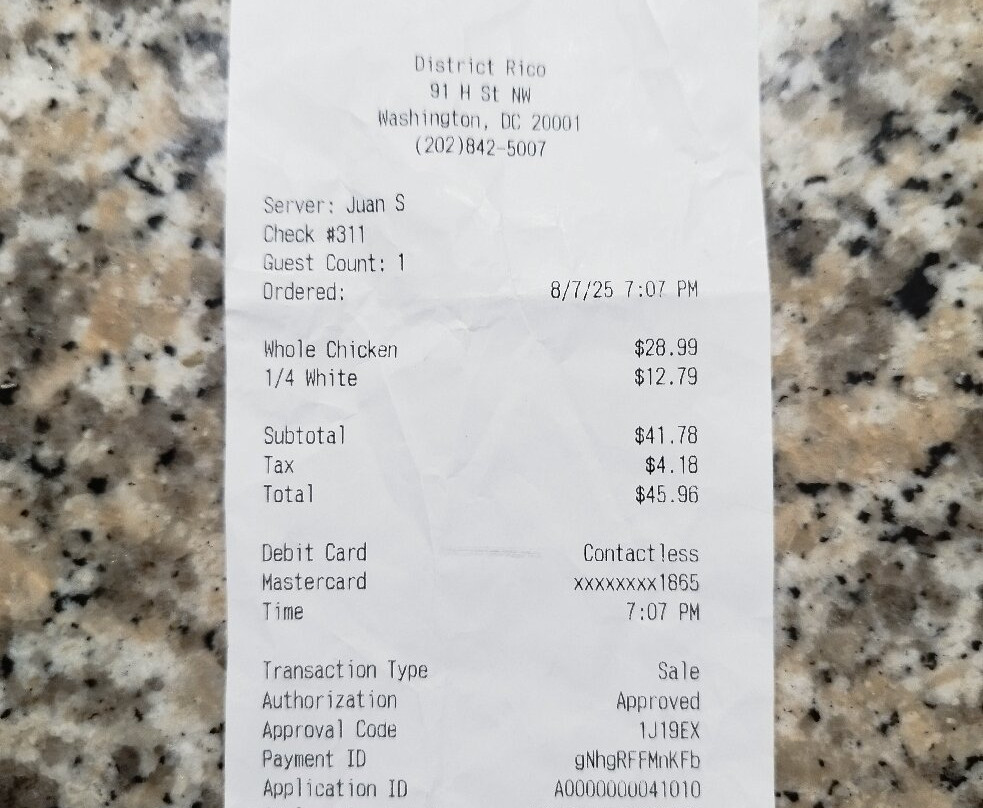 District Rico
91 H St NW
Washington, DC 20001
(202)842-5007
Server: Juan S
Check #311
Guest Count: 1
Ordered: 8/7/25 7:07 PM
Whole Chicken $28.99
1/4 White $12.79
Subtotal $41.78
Tax $4.18
Total $45.96
Debit Card Contactless
Mastercard xxxxxxxx1865
Time 7:07 PM
Transaction Type Sale
Authorization Approved
Approval Code 1J19EX
Payment ID gNhgRFFMnKFb
Application ID A0000000041010